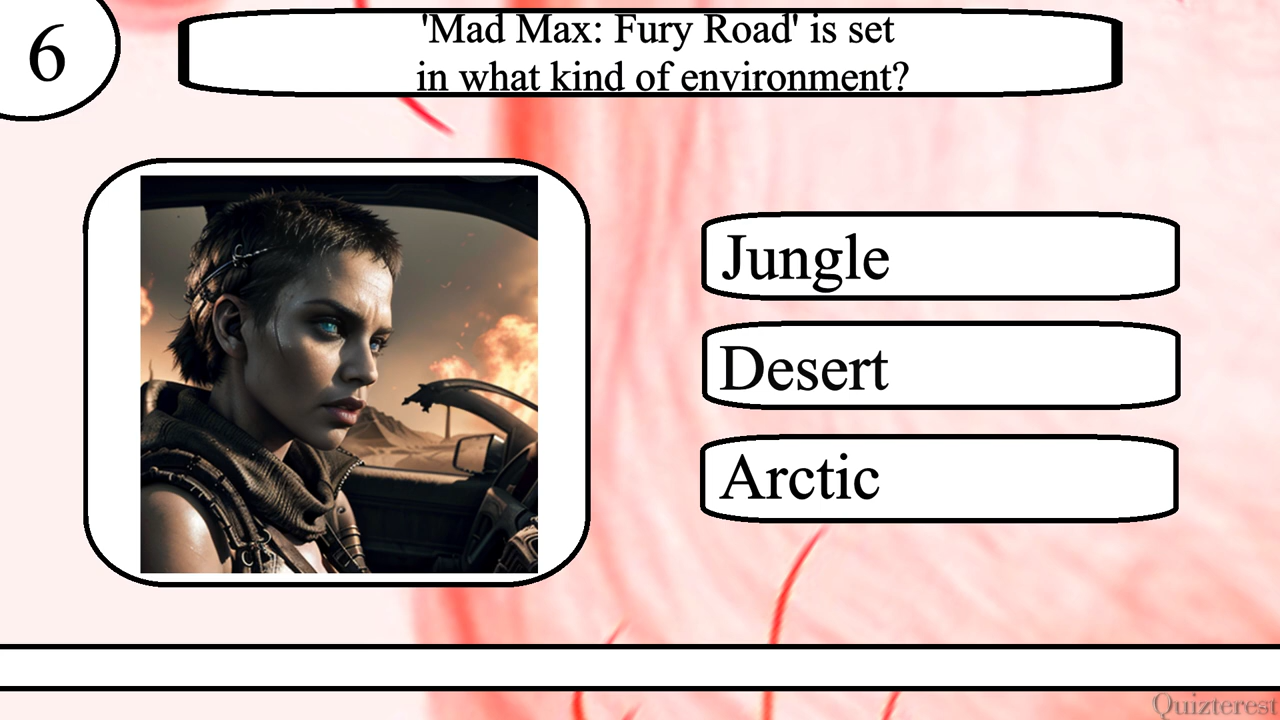 6
'Mad Max: Fury Road' is set
in what kind of environment?
Jungle
Desert
Arctic
Quizterest